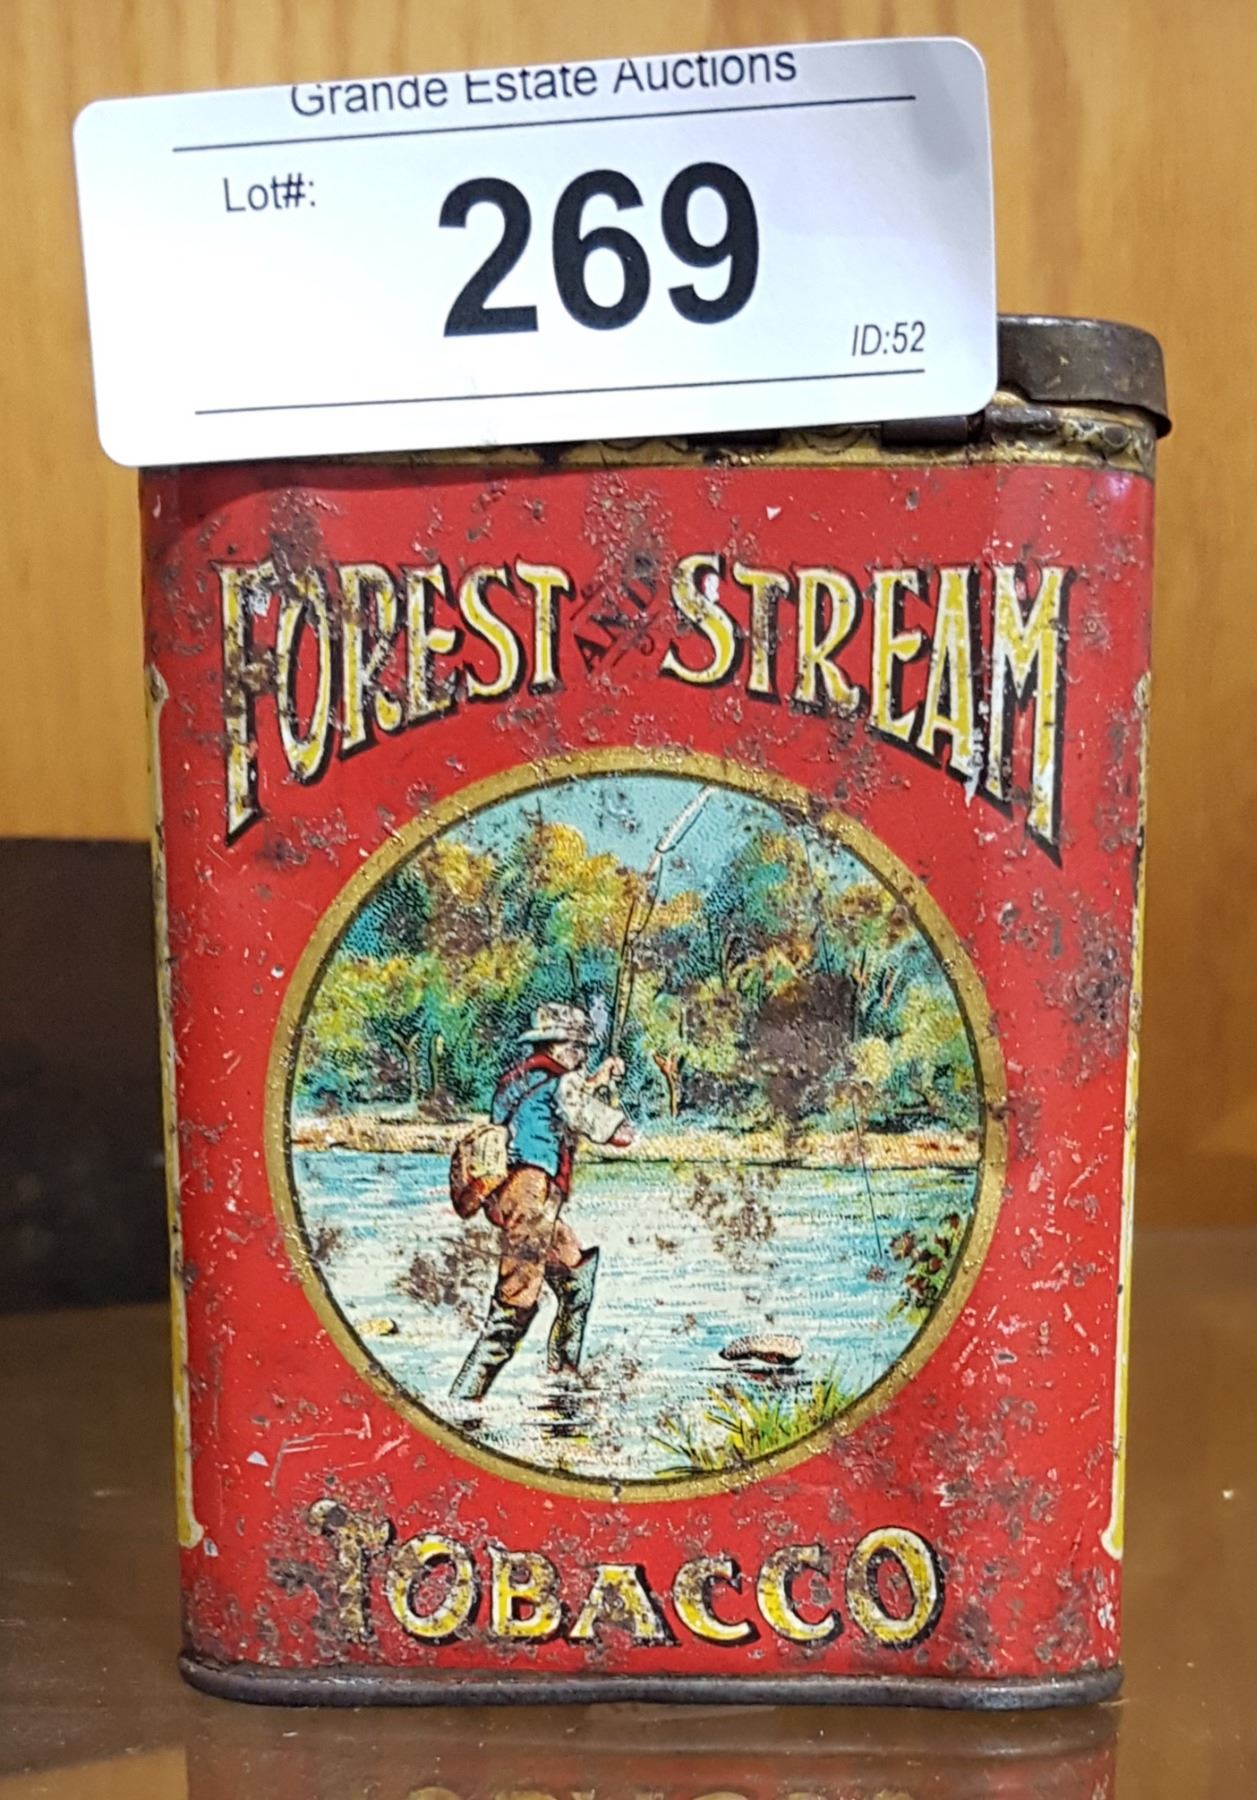 Grande Estate Auctions
Lot#:
269
ID:52
FOREST AND STREAM
TOBACCO